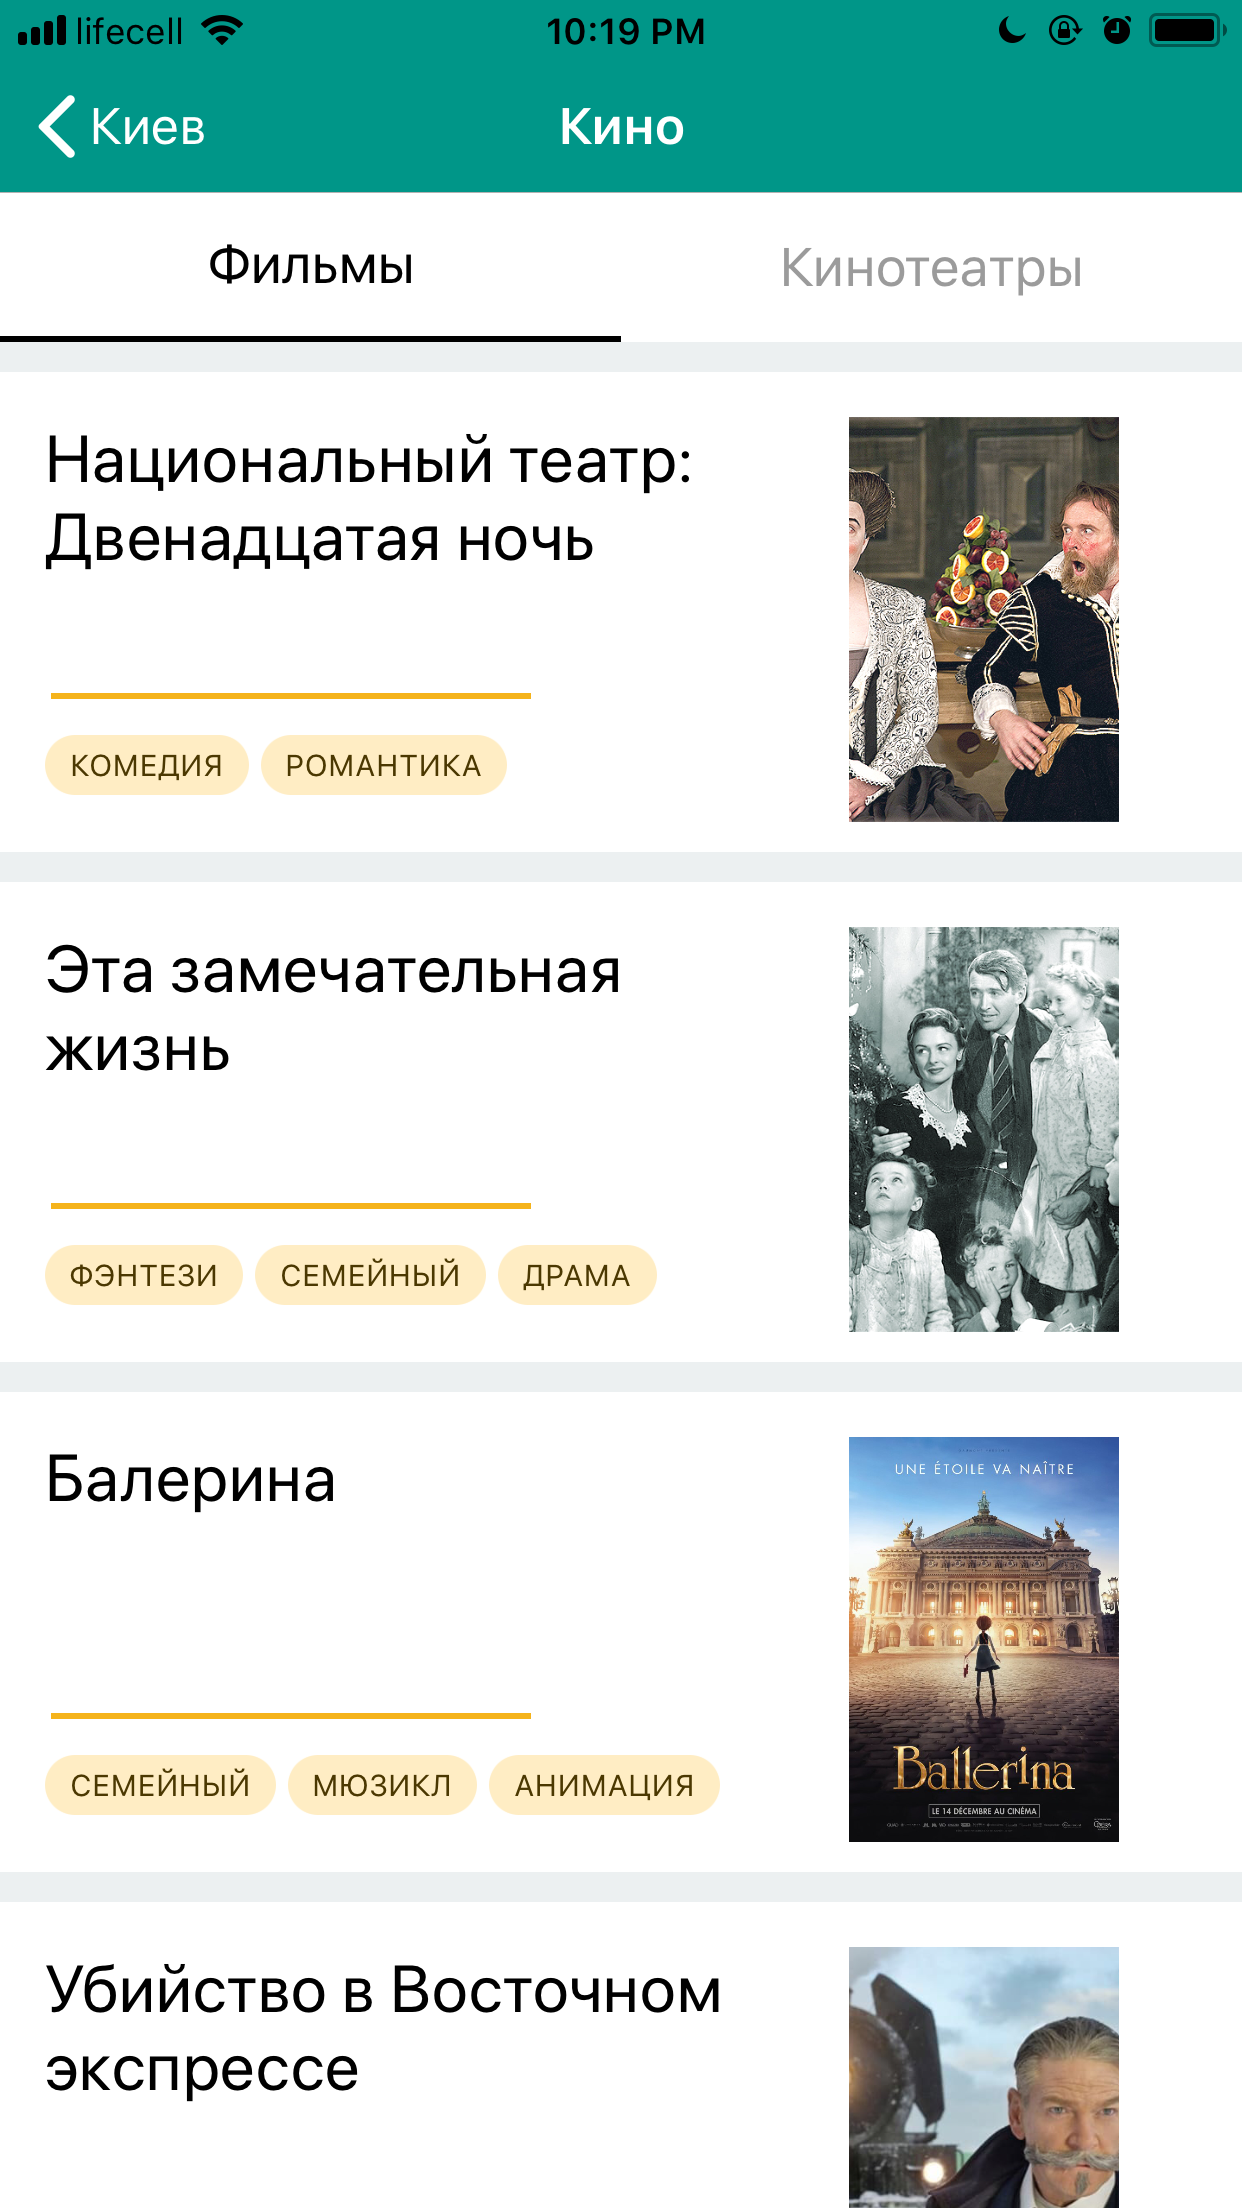 lifecell 10:19 PM
Киев Кино
Фильмы Кинотеатры
Национальный театр:
Двенадцатая ночь
КОМЕДИЯ РОМАНТИКА
Эта замечательная
жизнь
ФЭНТЕЗИ СЕМЕЙНЫЙ ДРАМА
Балерина
СЕМЕЙНЫЙ МЮЗИКЛ АНИМАЦИЯ
UNE ÉTOILE VA NAÎTRE
Ballerina
LE 14 DÉCEMBRE AU CINÉMA
Убийство в Восточном
экспрессе